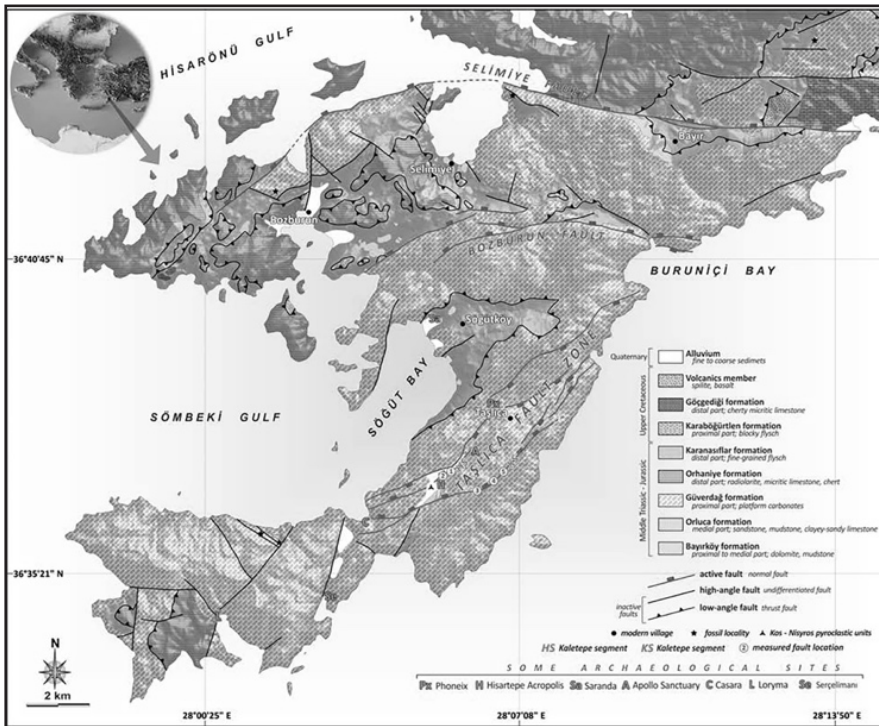 HİSARÖNÜ GULF
SELİMİYE
Bayır
Selimiye
Bozburun
36°40'45" N
BOZBURUN FAULT
BURUNİÇİ BAY
Sa
Söğütköy
SÖĞÜT BAY
SÖMBEKİ GULF
TAŞLICA FAULT ZONE
Px
Taşlıca
A
H
C
36°35'21" N
Quaternary
Alluvium
fine to coarse sedimets
Upper Cretaceous
Volcanics member
spilite, basalt
Göçgediği formation
distal part; cherty micritic limestone
Karaböğürtlen formation
proximal part; blocky flysch
Karanasıflar formation
distal part; fine-grained flysch
Middle Triassic - Jurassic
Orhaniye formation
distal part; radiolarite, micritic limestone, chert
Güverdağ formation
proximal part; platform carbonates
Orluca formation
medial part; sandstone, mudstone, clayey-sandy limestone
Bayırköy formation
proximal to medial part; dolomite, mudstone
active fault normal fault
high-angle fault undifferentiated fault
inactive faults
low-angle fault thrust fault
modern village fossil locality Kos - Nisyros pyroclastic units
HS Kaletepe segment KS Kaletepe segment 2 measured fault location
SOME ARCHAEOLOGICAL SITES
Px Phoneix H Hisartepe Acropolis Sa Saranda A Apollo Sanctuary C Casara L Loryma Se Serçelimanı
N
2 km
28°00'25" E 28°07'08" E 28°13'50" E